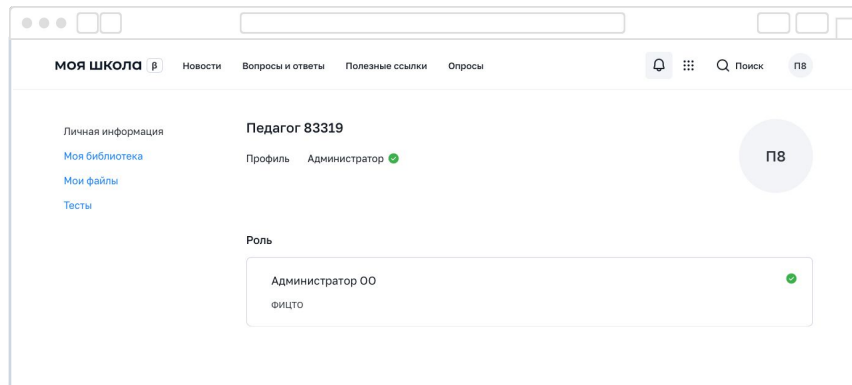 моя школа β Новости Вопросы и ответы Полезные ссылки Опросы Поиск П8
Личная информация
Моя библиотека
Мои файлы
Тесты
Педагог 83319
Профиль Администратор
П8
Роль
Администратор ОО
ФИЦТО